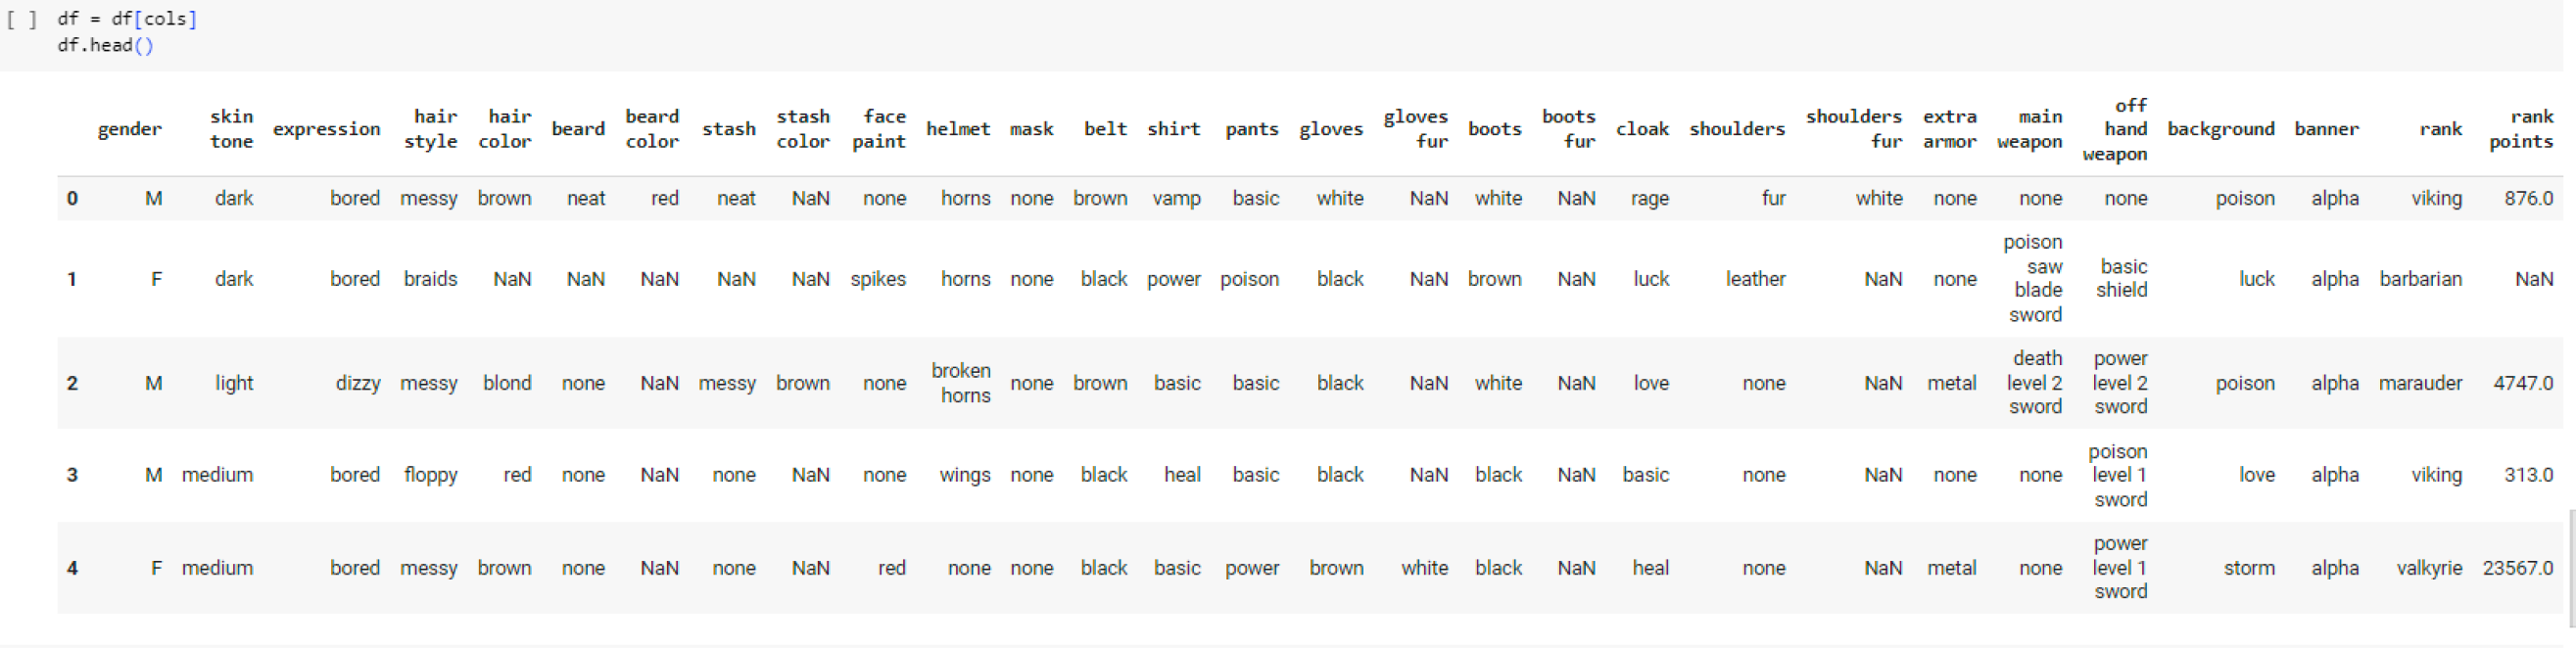 [ ] df = df[cols]
df.head()
gender skin tone expression hair style hair color beard beard color stash stash color face paint helmet mask belt shirt pants gloves gloves fur boots boots fur cloak shoulders shoulders fur extra armor main weapon off hand weapon background banner rank rank points
0 M dark bored messy brown neat red neat NaN none horns none brown vamp basic white NaN white NaN rage fur white none none none poison alpha viking 876.0
1 F dark bored braids NaN NaN NaN NaN NaN spikes horns none black power poison black NaN brown NaN luck leather NaN none poison saw blade sword basic shield luck alpha barbarian NaN
2 M light dizzy messy blond none NaN messy brown none broken horns none brown basic basic black NaN white NaN love none NaN metal death level 2 sword power level 2 sword poison alpha marauder 4747.0
3 M medium bored floppy red none NaN none NaN none wings none black heal basic black NaN black NaN basic none NaN none none poison level 1 sword love alpha viking 313.0
4 F medium bored messy brown none NaN none NaN red none none black basic power brown white black NaN heal none NaN metal none power level 1 sword storm alpha valkyrie 23567.0